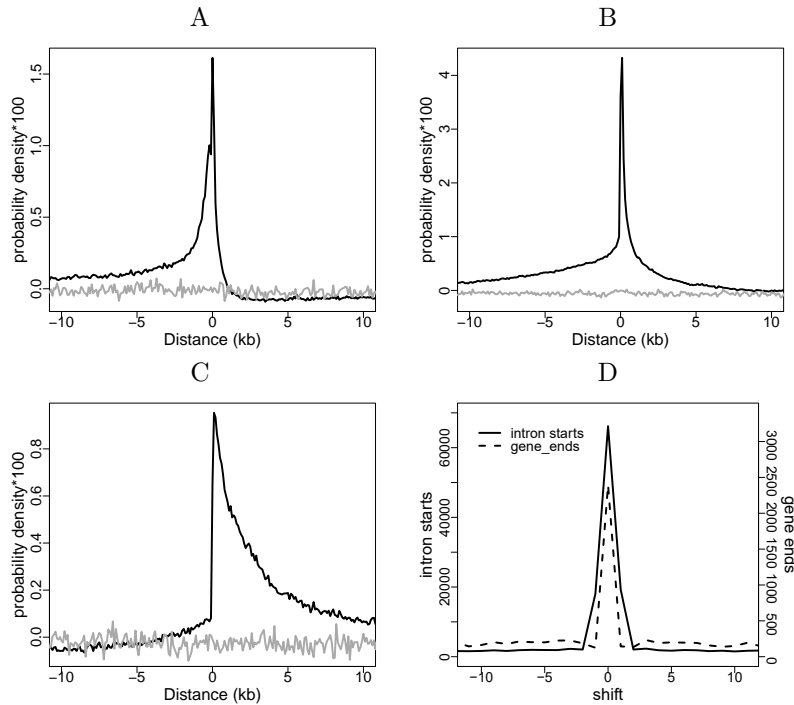 A
probability density*100
0.0 0.5 1.0 1.5
−10 −5 0 5 10
Distance (kb)
B
probability density*100
0 1 2 3 4
−10 −5 0 5 10
Distance (kb)
C
probability density*100
0.0 0.2 0.4 0.6 0.8
−10 −5 0 5 10
Distance (kb)
D
intron starts
0 20000 40000 60000
intron starts
gene_ends
0 500 1000 1500 2000 2500 3000
gene ends
−10 −5 0 5 10
shift